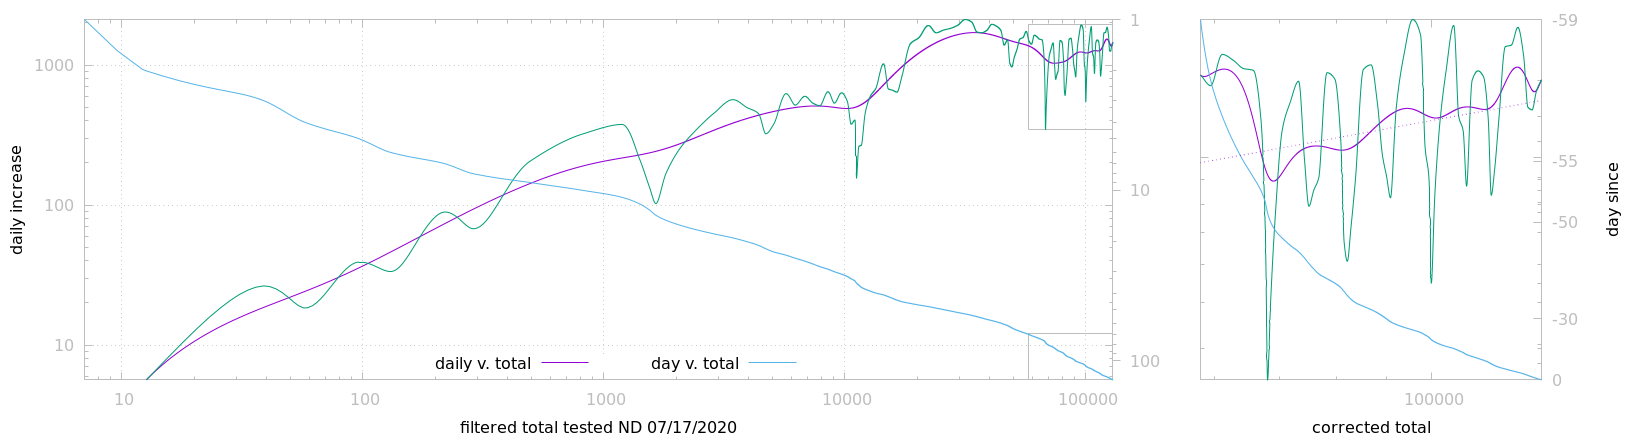 daily increase
1000
100
10
10
100
1000
10000
100000
1
10
100
daily v. total
day v. total
filtered total tested ND 07/17/2020
-59
-55
-50
-30
0
day since
100000
corrected total